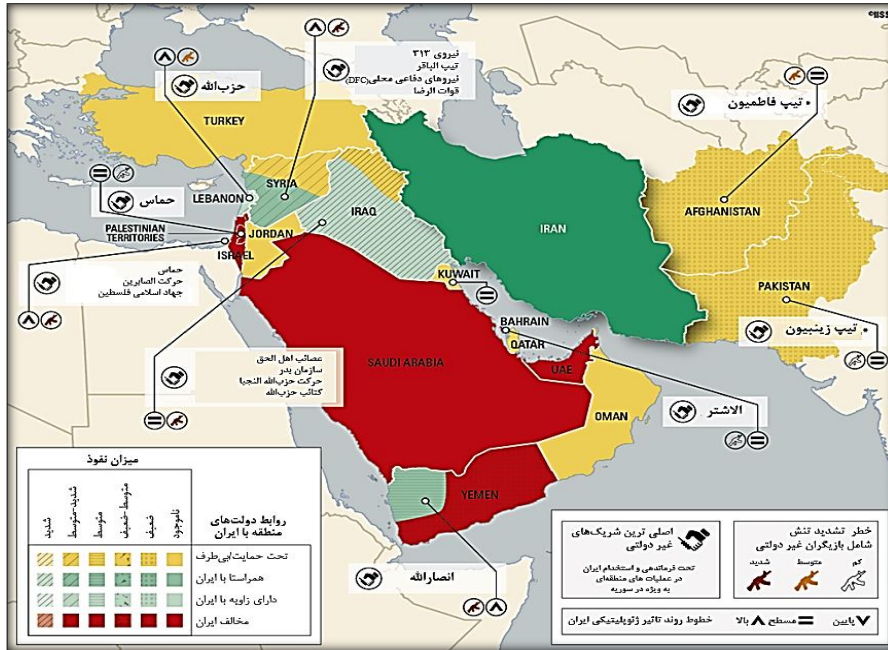 ©IISS
نیروی ۳۱۳
تیپ الباقر
نیروهای دفاعی محلی(DFC)
قوات الرضا
حزب‌الله
• تیپ فاطمیون
TURKEY
SYRIA
LEBANON
حماس
IRAQ
IRAN
AFGHANISTAN
PALESTINIAN
TERRITORIES
JORDAN
ISRAEL
KUWAIT
PAKISTAN
حماس
حرکت الصابرین
جهاد اسلامی فلسطین
BAHRAIN
QATAR
• تیپ زینبیون
عصائب اهل الحق
سازمان بدر
حرکت حزب‌الله النجبا
کتائب حزب‌الله
SAUDI ARABIA
UAE
OMAN
الاشتر
YEMEN
انصارالله
میزان نفوذ
روابط دولت‌های
منطقه با ایران
ناموجود
ضعیف
متوسط-ضعیف
متوسط
شدید-متوسط
شدید
تحت حمایت/بی‌طرف
همراستا با ایران
دارای زاویه با ایران
مخالف ایران
اصلی ترین شریک‌های
غیر دولتی
تحت فرماندهی و استخدام ایران
در عملیات های منطقه‌ای
به ویژه در سوریه
خطر تشدید تنش
شامل بازیگران غیر دولتی
کم
متوسط
شدید
خطوط روند تاثیر ژئوپلیتیکی ایران
بالا
مسطح
پایین